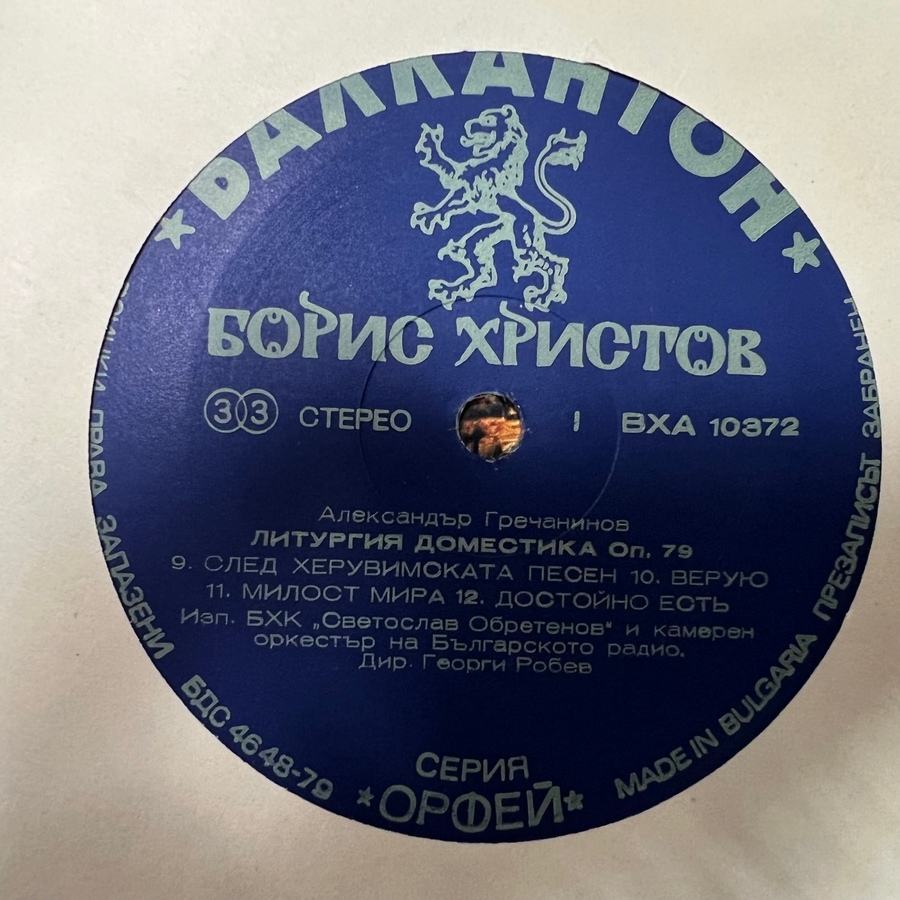 ★ БАЛКАНТОН ★
БОРИС ХРИСТОВ
33 СТЕРЕО I ВХА 10372
Александър Гречанинов
ЛИТУРГИЯ ДОМЕСТИКА Оп. 79
9. СЛЕД ХЕРУВИМСКАТА ПЕСЕН 10. ВЕРУЮ
11. МИЛОСТ МИРА 12. ДОСТОЙНО ЕСТЬ
Изп. БХК „Светослав Обретенов" и камерен
оркестър на Българското радио.
Дир. Георги Робев
СЕРИЯ
★ ОРФЕЙ ★
ПРАВА ЗАПАЗЕНИ БДС 4648-79
MADE IN BULGARIA ПРЕЗАПИСЪТ ЗАБРАНЕН